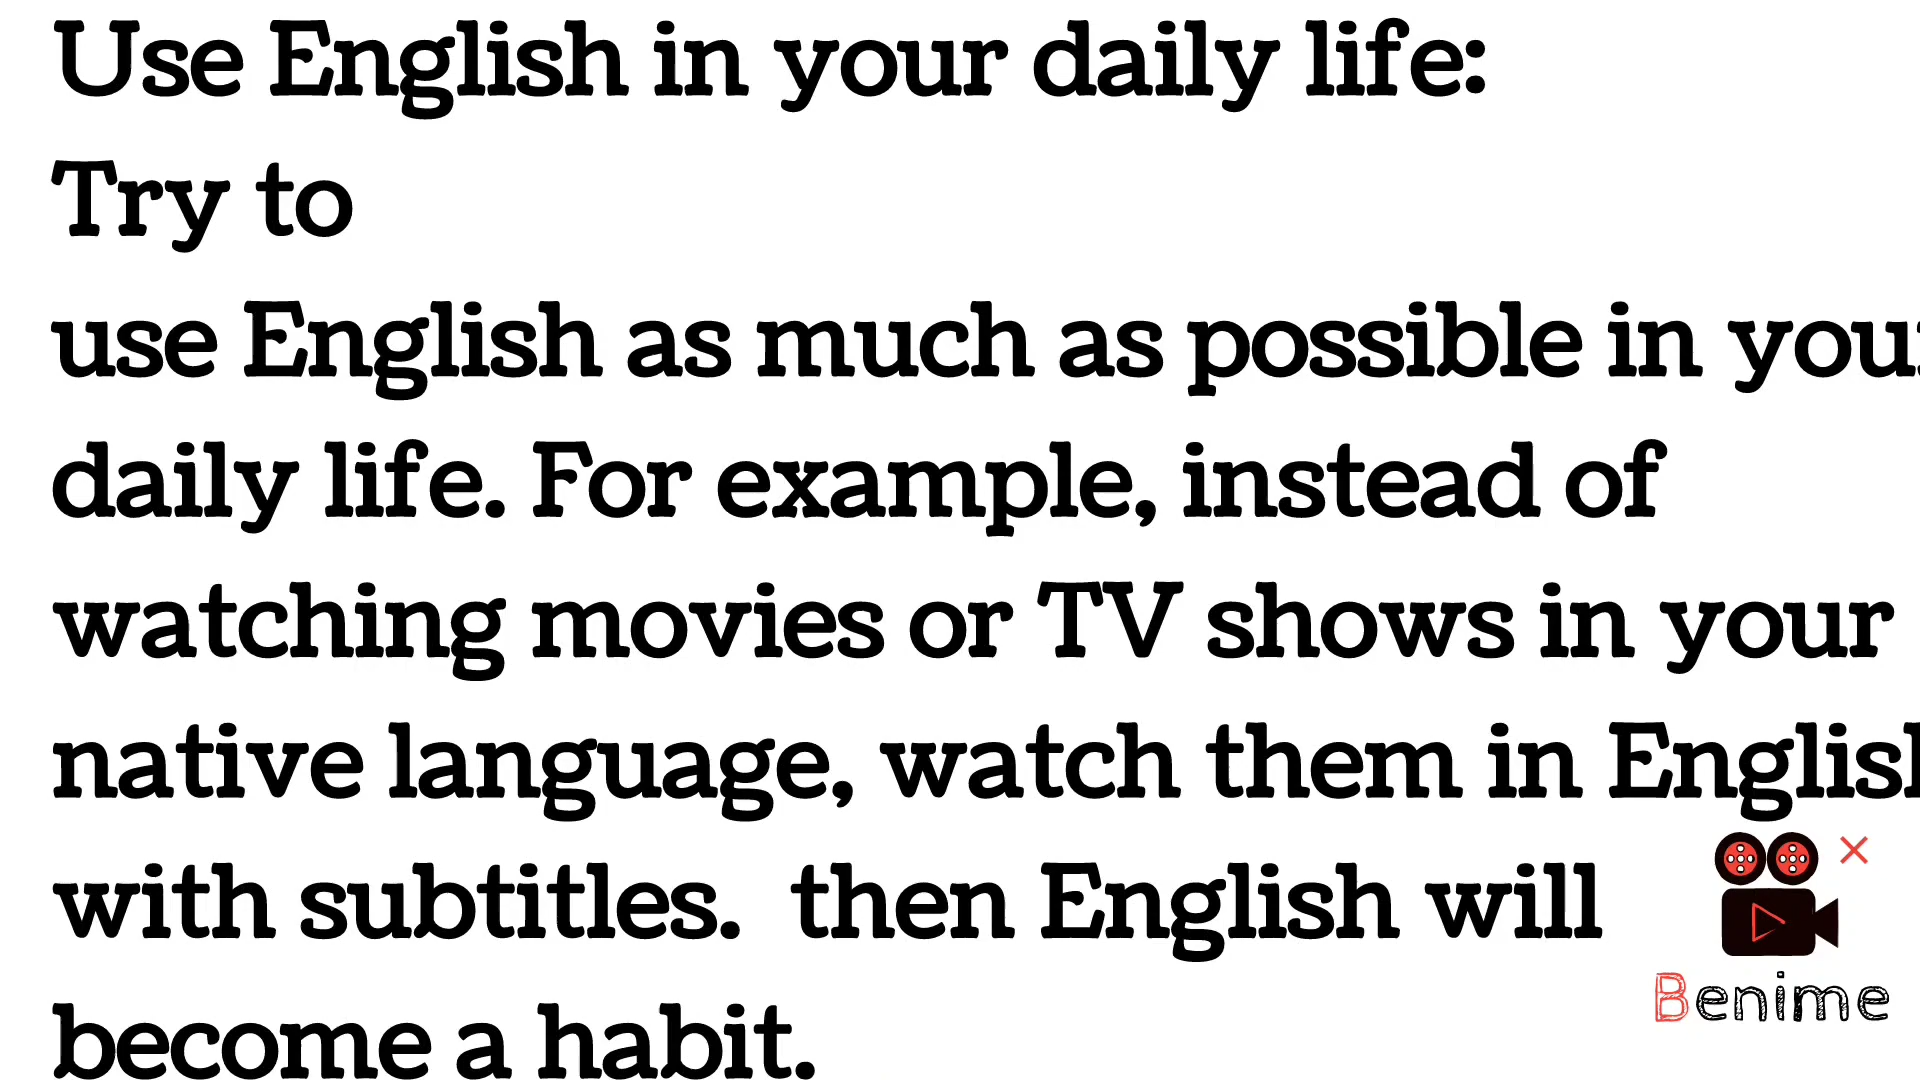 Use English in your daily life:
Try to
use English as much as possible in your
daily life. For example, instead of
watching movies or TV shows in your
native language, watch them in English
with subtitles.  then English will
become a habit.
Benime